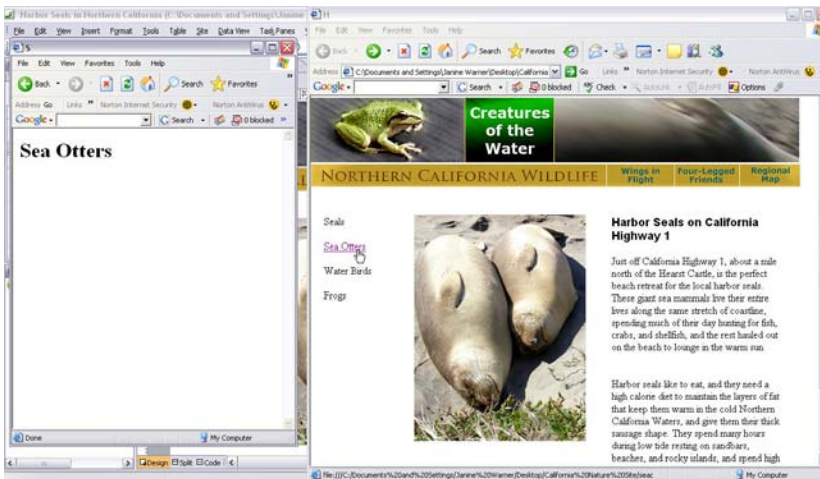 Harbor Seals in Northern California (C:\Documents and Settings\Janine
File Edit View Insert Format Tools Table Site Data View Task Panes
S
File Edit View Favorites Tools Help
Back Search Favorites
Address Go Links Norton Internet Security Norton AntiVirus
Google Search 0 blocked
Sea Otters
Done My Computer
Design Split Code
H
File Edit View Favorites Tools Help
Back Search Favorites
Address C:\Documents and Settings\Janine Warner\Desktop\California Go Links Norton Internet Security Norton AntiVirus
Google Search 0 blocked Check AutoLink AutoFill Options
Creatures
of the
Water
NORTHERN CALIFORNIA WILDLIFE
Wings in
Flight
Four-Legged
Friends
Regional
Map
Seals
Sea Otters
Water Birds
Frogs
Harbor Seals on California
Highway 1
Just off California Highway 1, about a mile
north of the Hearst Castle, is the perfect
beach retreat for the local harbor seals.
These giant sea mammals live their entire
lives along the same stretch of coastline,
spending much of their day hunting for fish,
crabs, and shellfish, and the rest hauled out
on the beach to lounge in the warm sun.
Harbor seals like to eat, and they need a
high calorie diet to maintain the layers of fat
that keep them warm in the cold Northern
California Waters, and give them their thick
sausage shape. They spend many hours
during low tide resting on sandbars,
beaches, and rocky islands, and spend high
file:///C:/Documents%20and%20Settings/Janine%20Warner/Desktop/California%20Nature%20Site/seac My Computer